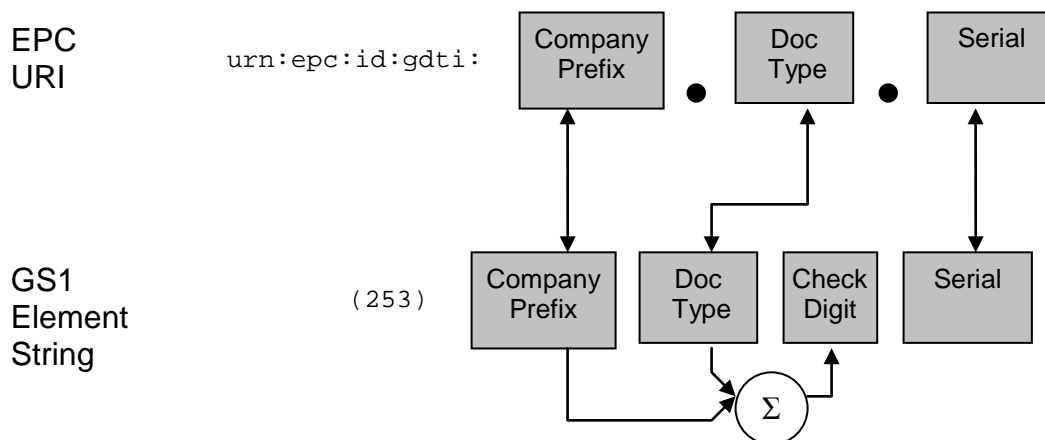 EPC
URI
urn:epc:id:gdti:
Company
Prefix
Doc
Type
Serial
GS1
Element
String
(253)
Company
Prefix
Doc
Type
Check
Digit
Serial
Σ